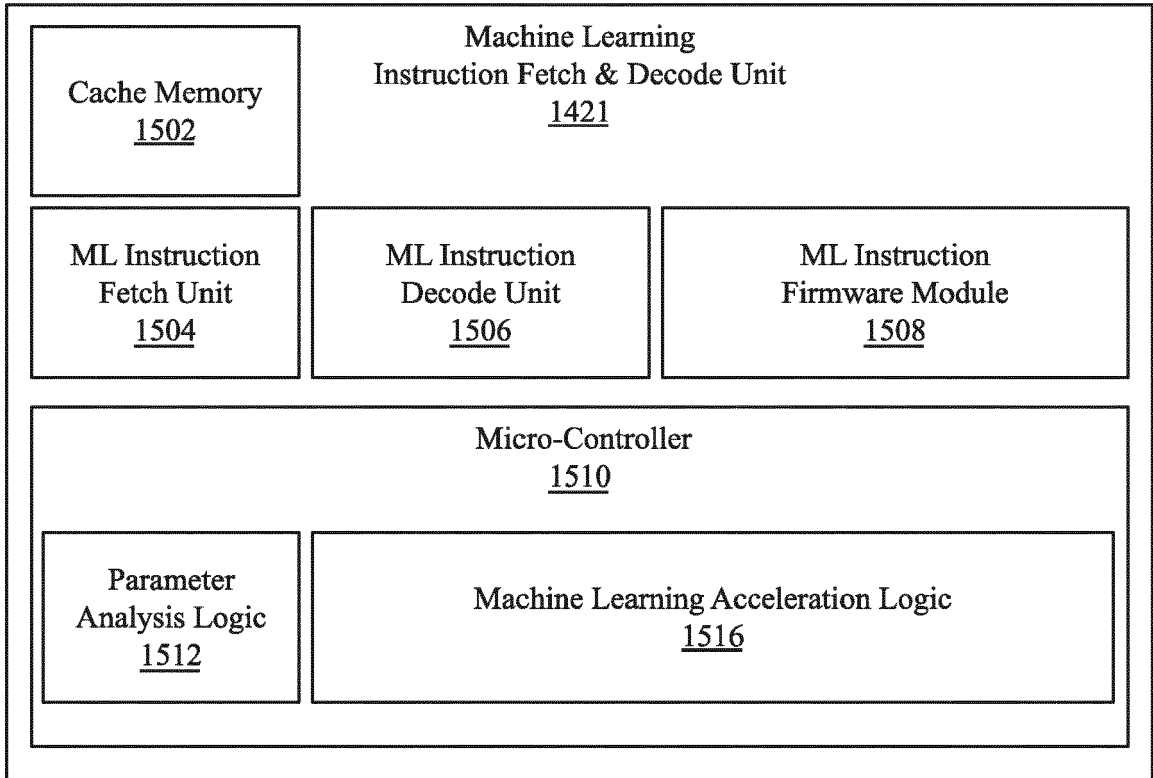 Machine Learning
Instruction Fetch & Decode Unit
1421
Cache Memory
1502
ML Instruction
Fetch Unit
1504
ML Instruction
Decode Unit
1506
ML Instruction
Firmware Module
1508
Micro-Controller
1510
Parameter
Analysis Logic
1512
Machine Learning Acceleration Logic
1516